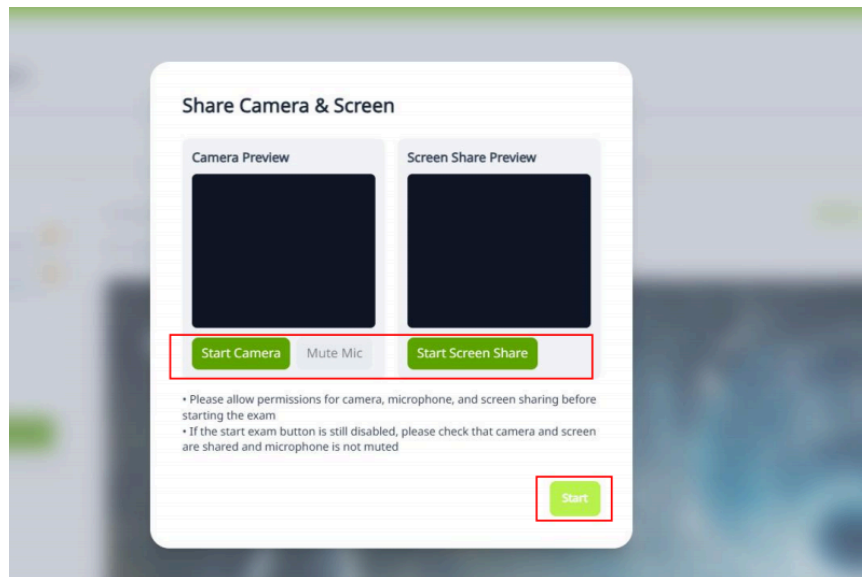 Share Camera & Screen
Camera Preview
Screen Share Preview
Start Camera
Mute Mic
Start Screen Share
• Please allow permissions for camera, microphone, and screen sharing before
starting the exam
• If the start exam button is still disabled, please check that camera and screen
are shared and microphone is not muted
Start